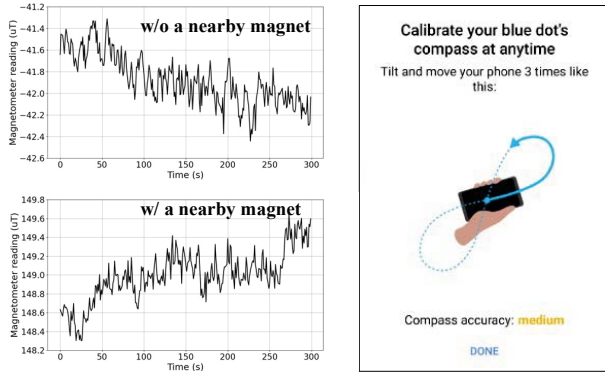 w/o a nearby magnet
Magnetometer reading (uT)
−41.2
−41.4
−41.6
−41.8
−42.0
−42.2
−42.4
−42.6
0 50 100 150 200 250 300
Time (s)
w/ a nearby magnet
Magnetometer reading (uT)
149.8
149.6
149.4
149.2
149.0
148.8
148.6
148.4
148.2
0 50 100 150 200 250 300
Time (s)
Calibrate your blue dot's
compass at anytime
Tilt and move your phone 3 times like
this:
Compass accuracy: medium
DONE